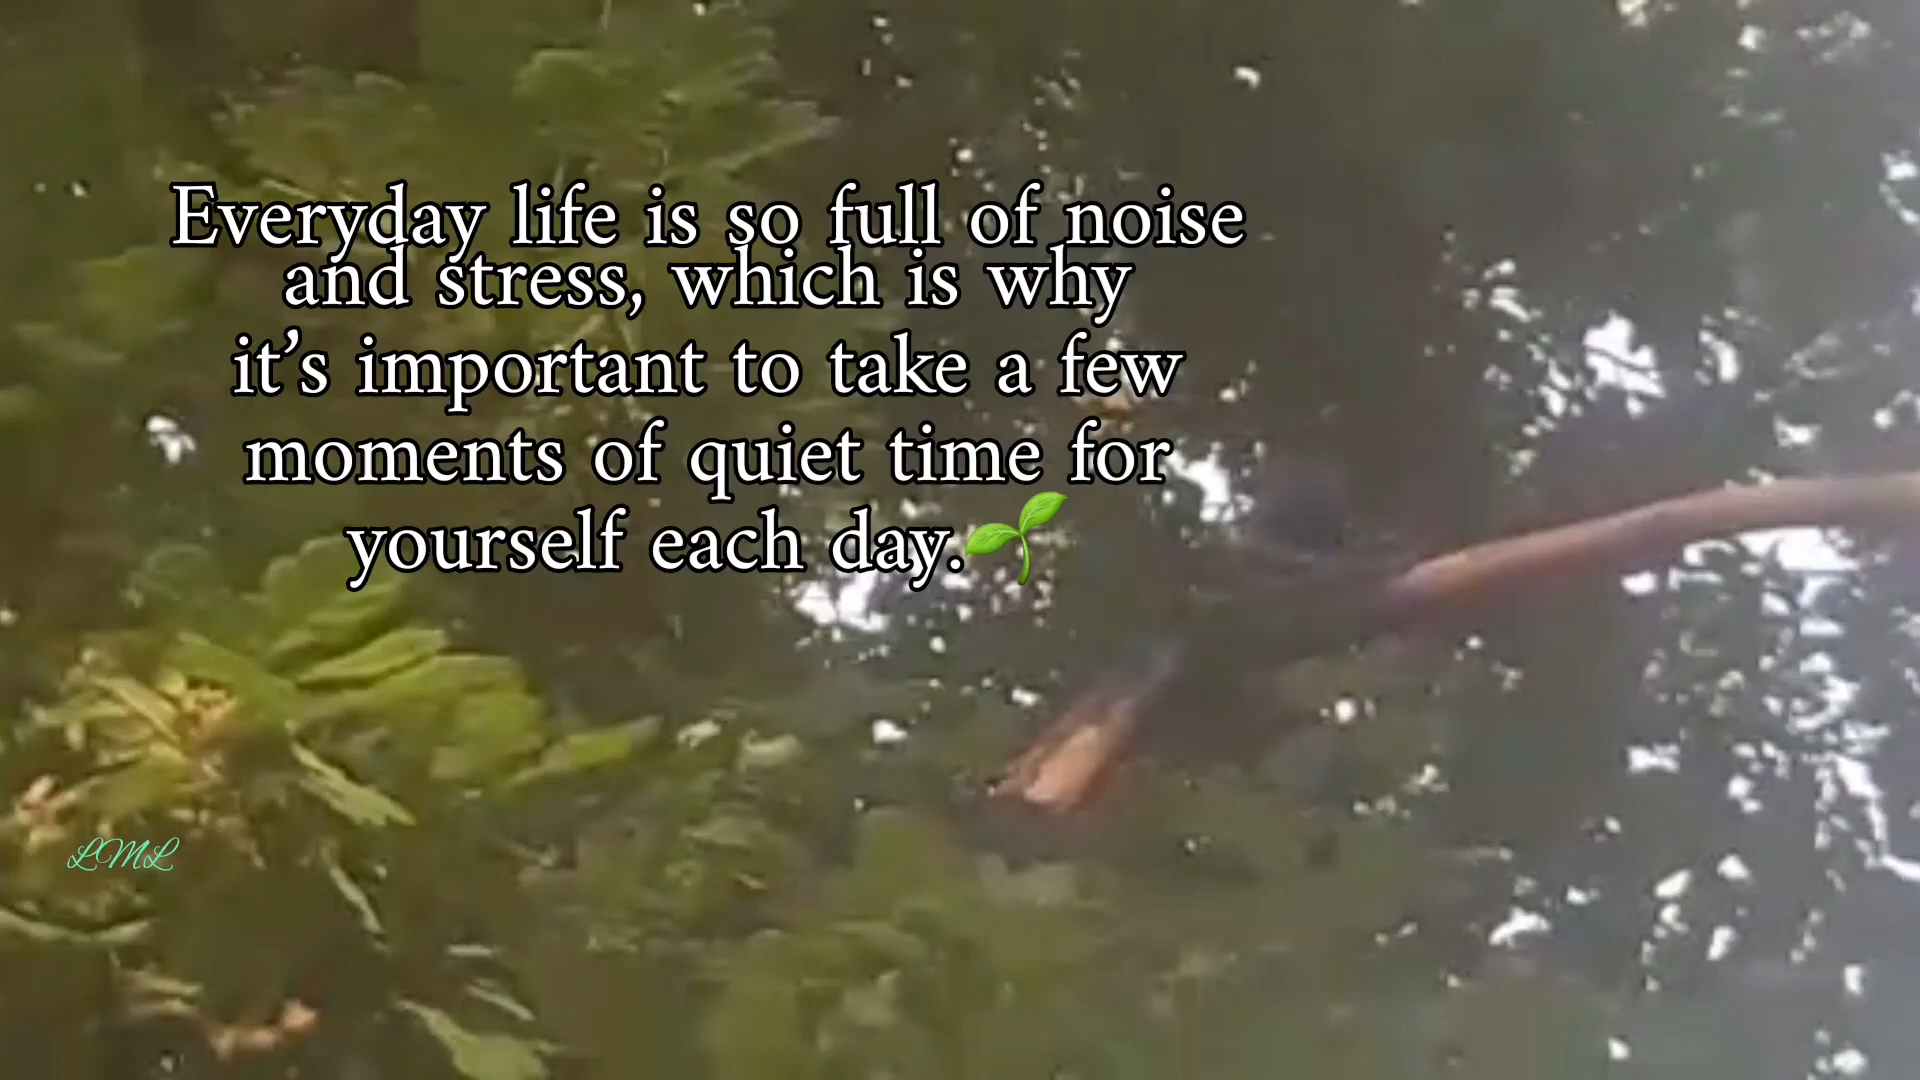 Everyday life is so full of noise
and stress, which is why
it’s important to take a few
moments of quiet time for
yourself each day.🌱
LML